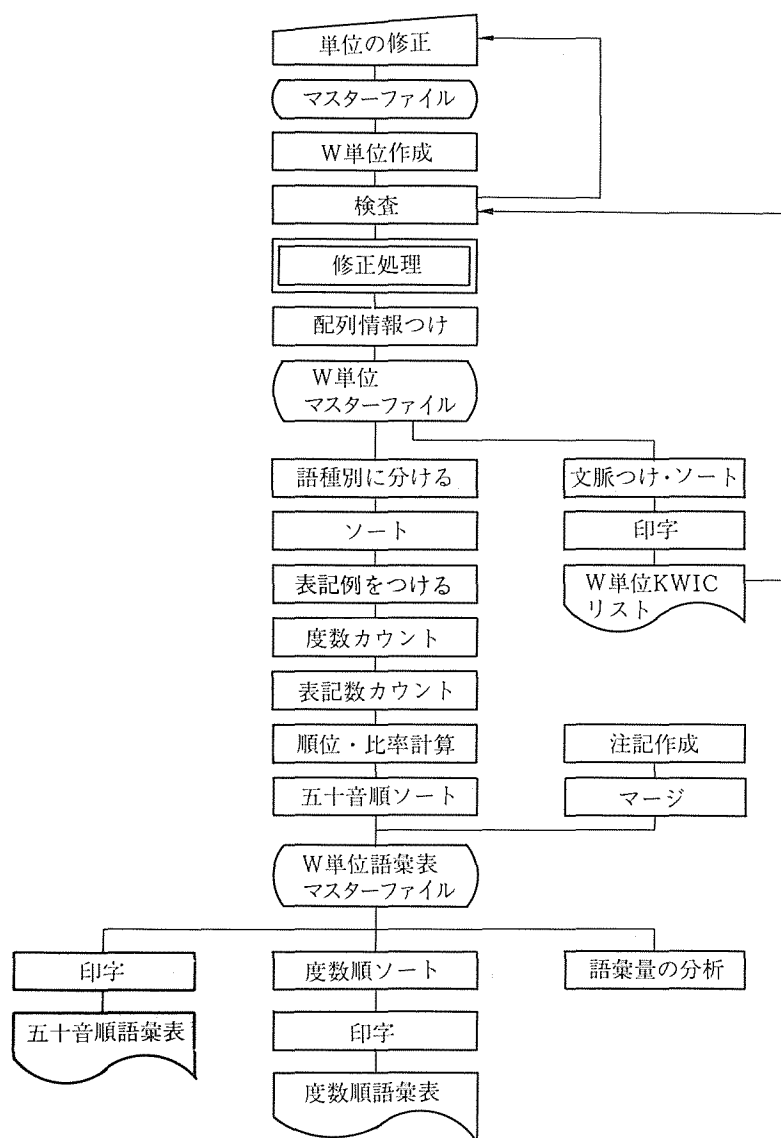 単位の修正
マスターファイル
W単位作成
検査
修正処理
配列情報つけ
W単位
マスターファイル
語種別に分ける
文脈つけ・ソート
ソート
印字
表記例をつける
W単位KWIC
リスト
度数カウント
表記数カウント
順位・比率計算
注記作成
五十音順ソート
マージ
W単位語彙表
マスターファイル
印字
度数順ソート
語彙量の分析
五十音順語彙表
印字
度数順語彙表